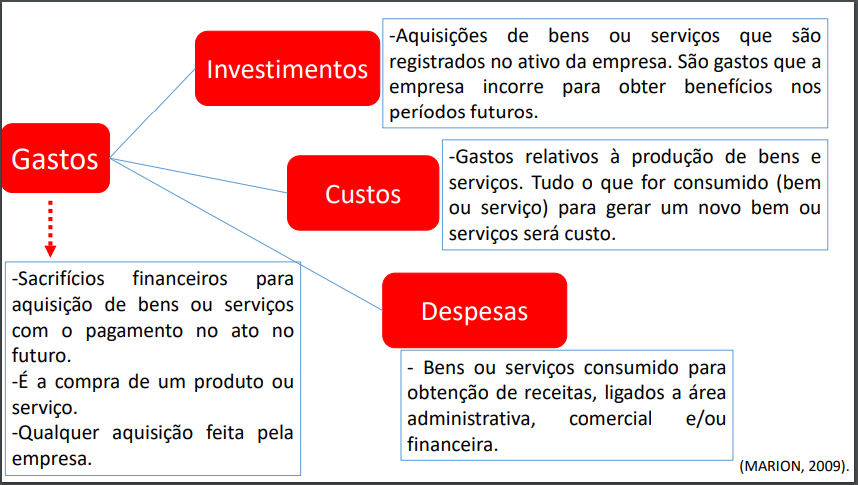 Investimentos
-Aquisições de bens ou serviços que são
registrados no ativo da empresa. São gastos que a
empresa incorre para obter benefícios nos
períodos futuros.
Gastos
Custos
-Gastos relativos à produção de bens e
serviços. Tudo o que for consumido (bem
ou serviço) para gerar um novo bem ou
serviços será custo.
-Sacrifícios financeiros para
aquisição de bens ou serviços
com o pagamento no ato no
futuro.
-É a compra de um produto ou
serviço.
-Qualquer aquisição feita pela
empresa.
Despesas
- Bens ou serviços consumido para
obtenção de receitas, ligados a área
administrativa, comercial e/ou
financeira.
(MARION, 2009).